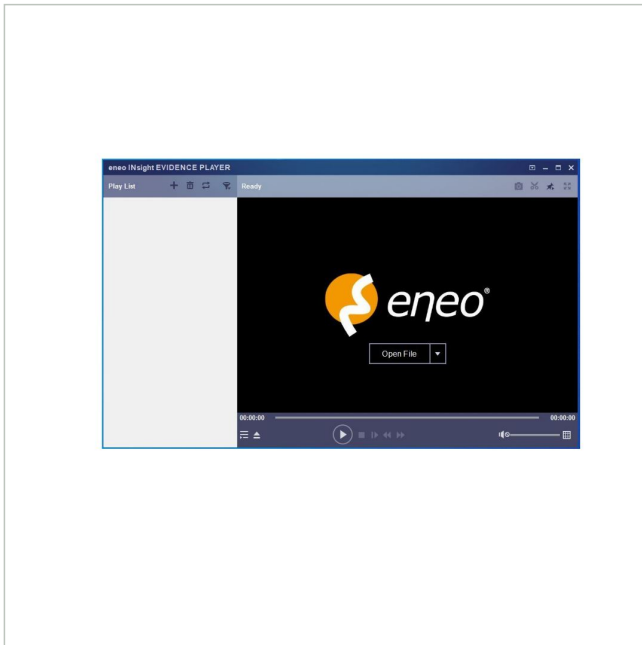 eneo INsight EVIDENCE PLAYER
Play List
Ready
eneo®
Open File
00:00:00
00:00:00